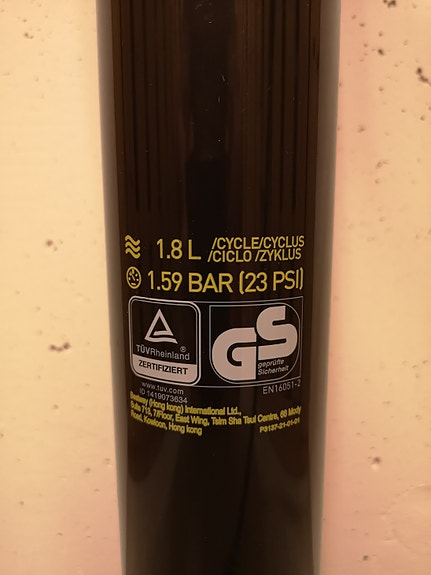 1.8 L /CYCLE/CYCLUS
/CICLO /ZYKLUS
1.59 BAR (23 PSI)
TÜVRheinland®
ZERTIFIZIERT
GS
geprüfte
Sicherheit
www.tuv.com
ID 1419073634
EN16051-2
Bestway (Hong kong) International Ltd.,
Suite 713, 7/Floor, East Wing, Tsim Sha Tsui Centre, 66 Mody
Road, Kowloon, Hong kong
P3137-21-01-01